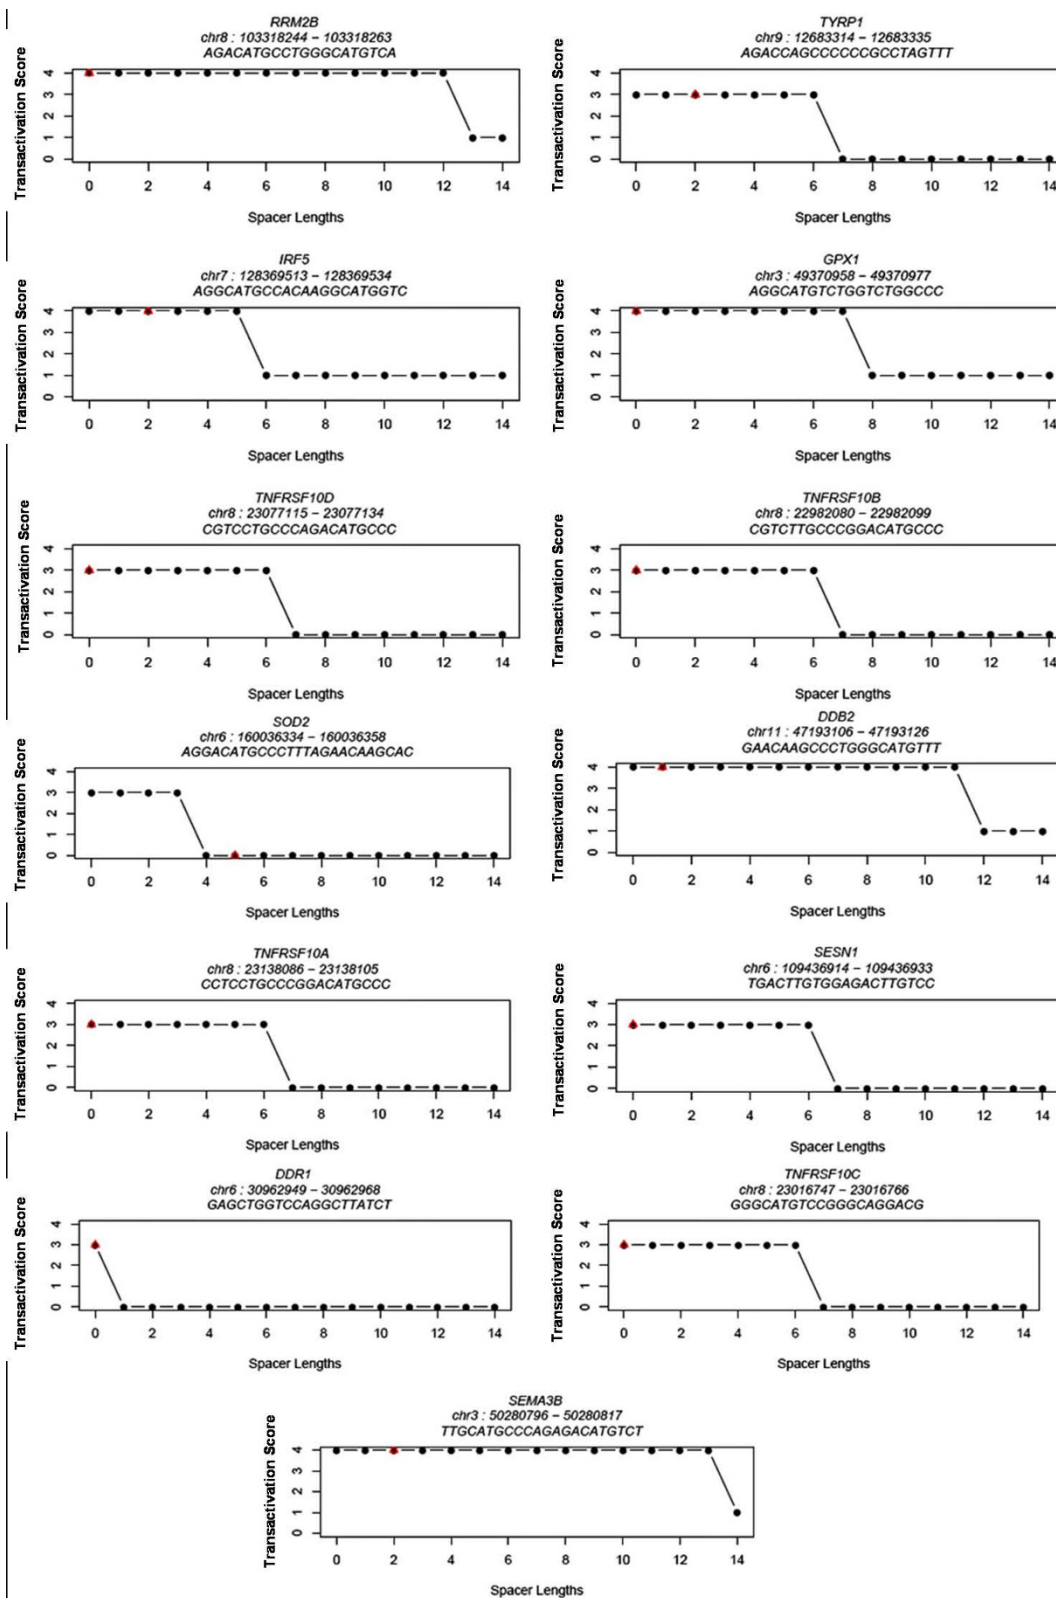 RRM2B
chr8 : 103318244 – 103318263
AGACATGCCTGGGCATGTCA
Transactivation Score
4
3
2
1
0
0 2 4 6 8 10 12 14
Spacer Lengths
TYRP1
chr9 : 12683314 – 12683335
AGACCAGCCCCCCGCCTAGTTT
Transactivation Score
4
3
2
1
0
0 2 4 6 8 10 12 14
Spacer Lengths
IRF5
chr7 : 128369513 – 128369534
AGGCATGCCACAAGGCATGGTC
Transactivation Score
4
3
2
1
0
0 2 4 6 8 10 12 14
Spacer Lengths
GPX1
chr3 : 49370958 – 49370977
AGGCATGTCTGGTCTGGCCC
Transactivation Score
4
3
2
1
0
0 2 4 6 8 10 12 14
Spacer Lengths
TNFRSF10D
chr8 : 23077115 – 23077134
CGTCCTGCCCAGACATGCCC
Transactivation Score
4
3
2
1
0
0 2 4 6 8 10 12 14
Spacer Lengths
TNFRSF10B
chr8 : 22982080 – 22982099
CGTCTTGCCCGGACATGCCC
Transactivation Score
4
3
2
1
0
0 2 4 6 8 10 12 14
Spacer Lengths
SOD2
chr6 : 160036334 – 160036358
AGGACATGCCCTTTAGAACAAGCAC
Transactivation Score
4
3
2
1
0
0 2 4 6 8 10 12 14
Spacer Lengths
DDB2
chr11 : 47193106 – 47193126
GAACAAGCCCTGGGCATGTTT
Transactivation Score
4
3
2
1
0
0 2 4 6 8 10 12 14
Spacer Lengths
TNFRSF10A
chr8 : 23138086 – 23138105
CCTCCTGCCCGGACATGCCC
Transactivation Score
4
3
2
1
0
0 2 4 6 8 10 12 14
Spacer Lengths
SESN1
chr6 : 109436914 – 109436933
TGACTTGTGGAGACTTGTCC
Transactivation Score
4
3
2
1
0
0 2 4 6 8 10 12 14
Spacer Lengths
DDR1
chr6 : 30962949 – 30962968
GAGCTGGTCCAGGCTTATCT
Transactivation Score
4
3
2
1
0
0 2 4 6 8 10 12 14
Spacer Lengths
TNFRSF10C
chr8 : 23016747 – 23016766
GGGCATGTCCGGGCAGGACG
Transactivation Score
4
3
2
1
0
0 2 4 6 8 10 12 14
Spacer Lengths
SEMA3B
chr3 : 50280796 – 50280817
TTGCATGCCCAGAGACATGTCT
Transactivation Score
4
3
2
1
0
0 2 4 6 8 10 12 14
Spacer Lengths